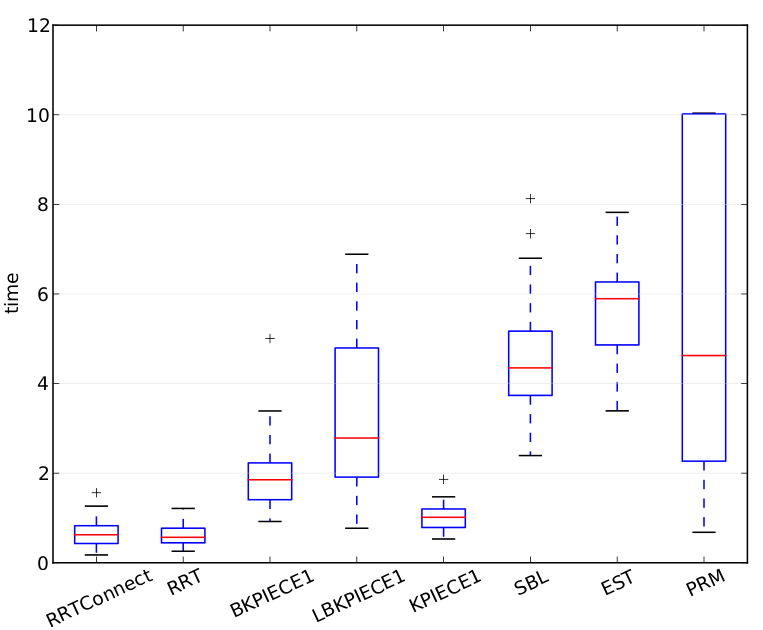 12
10
8
6
4
2
0
time
RRTConnect
RRT
BKPIECE1
LBKPIECE1
KPIECE1
SBL
EST
PRM